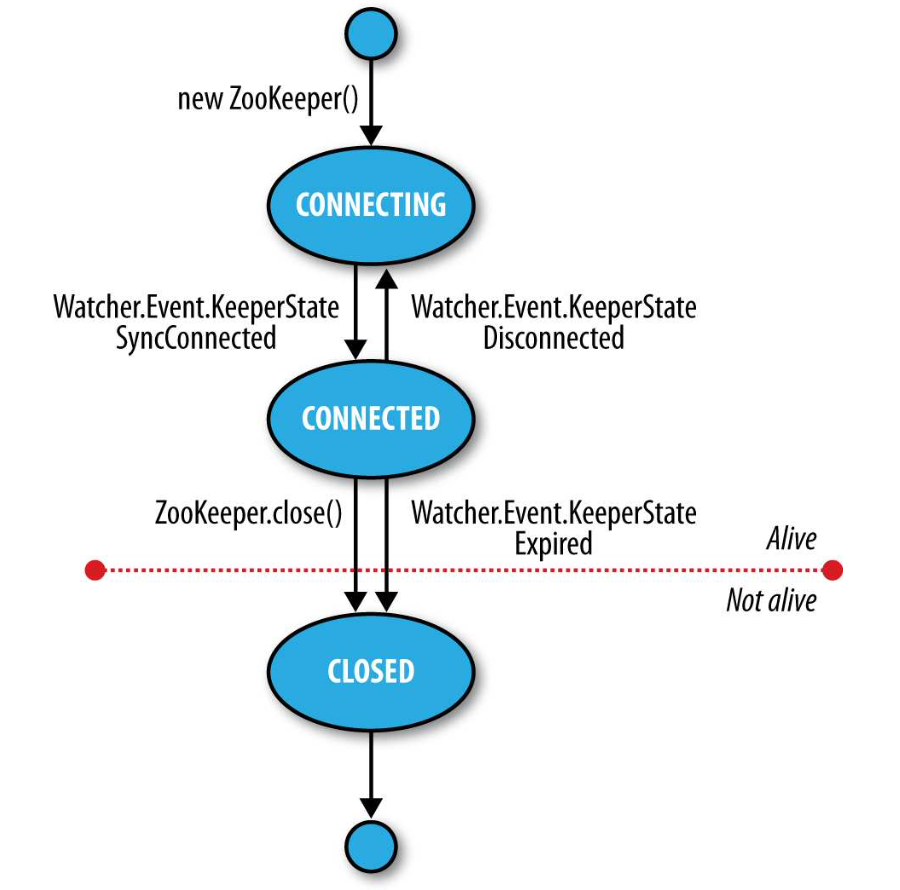 new ZooKeeper()
CONNECTING
Watcher.Event.KeeperState
SyncConnected
Watcher.Event.KeeperState
Disconnected
CONNECTED
ZooKeeper.close()
Watcher.Event.KeeperState
Expired
Alive
Not alive
CLOSED